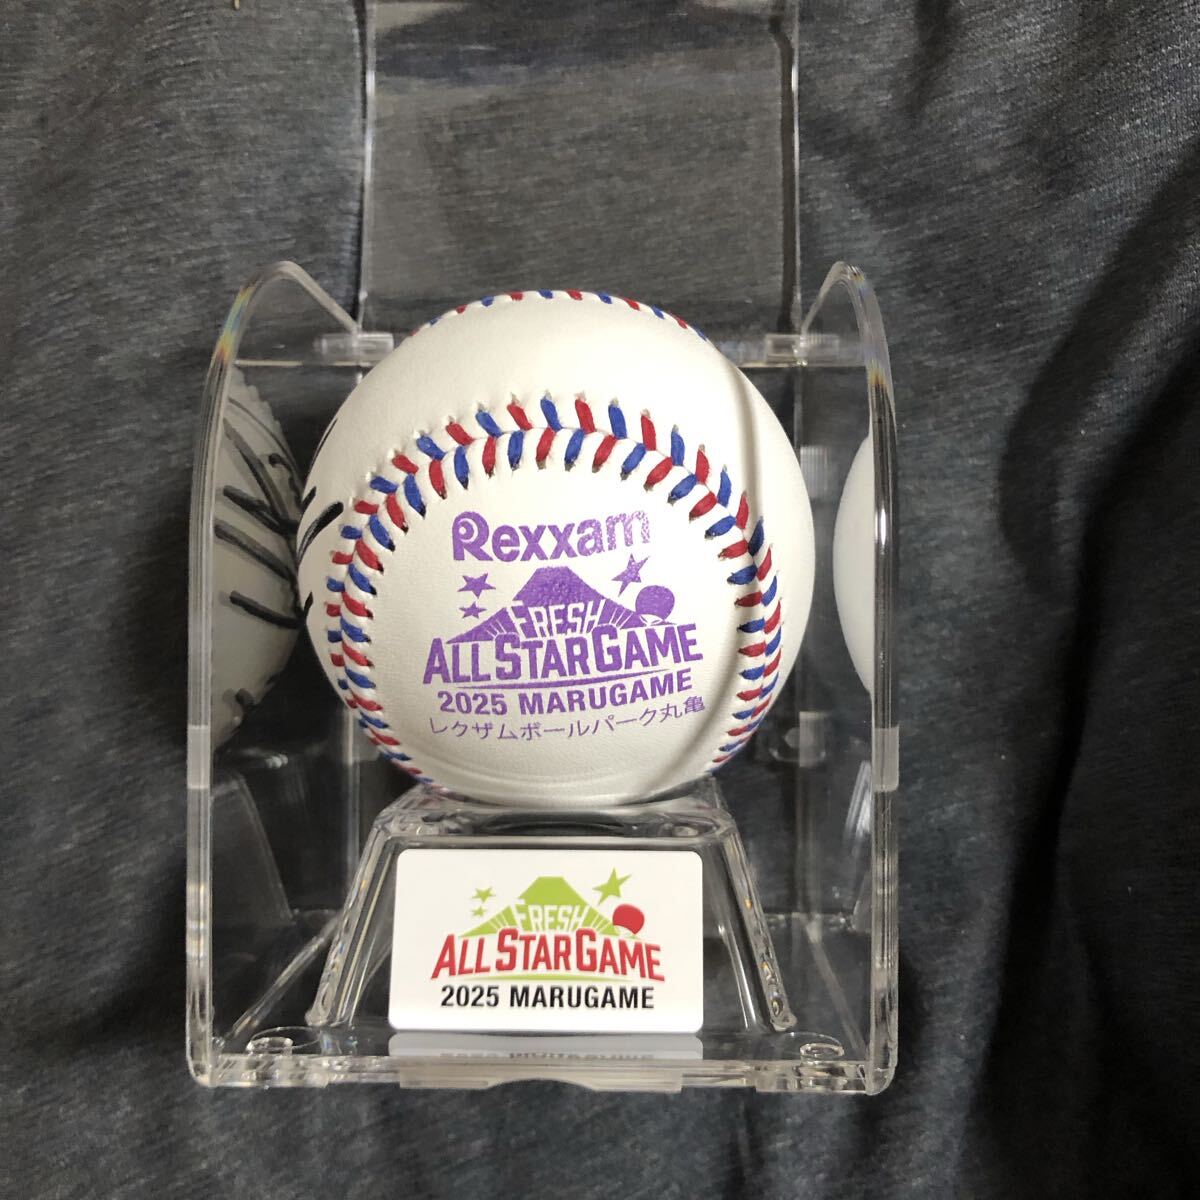 Rexxam
FRESH
ALL STAR GAME
2025 MARUGAME
レクザムボールパーク丸亀
FRESH
ALL STAR GAME
2025 MARUGAME